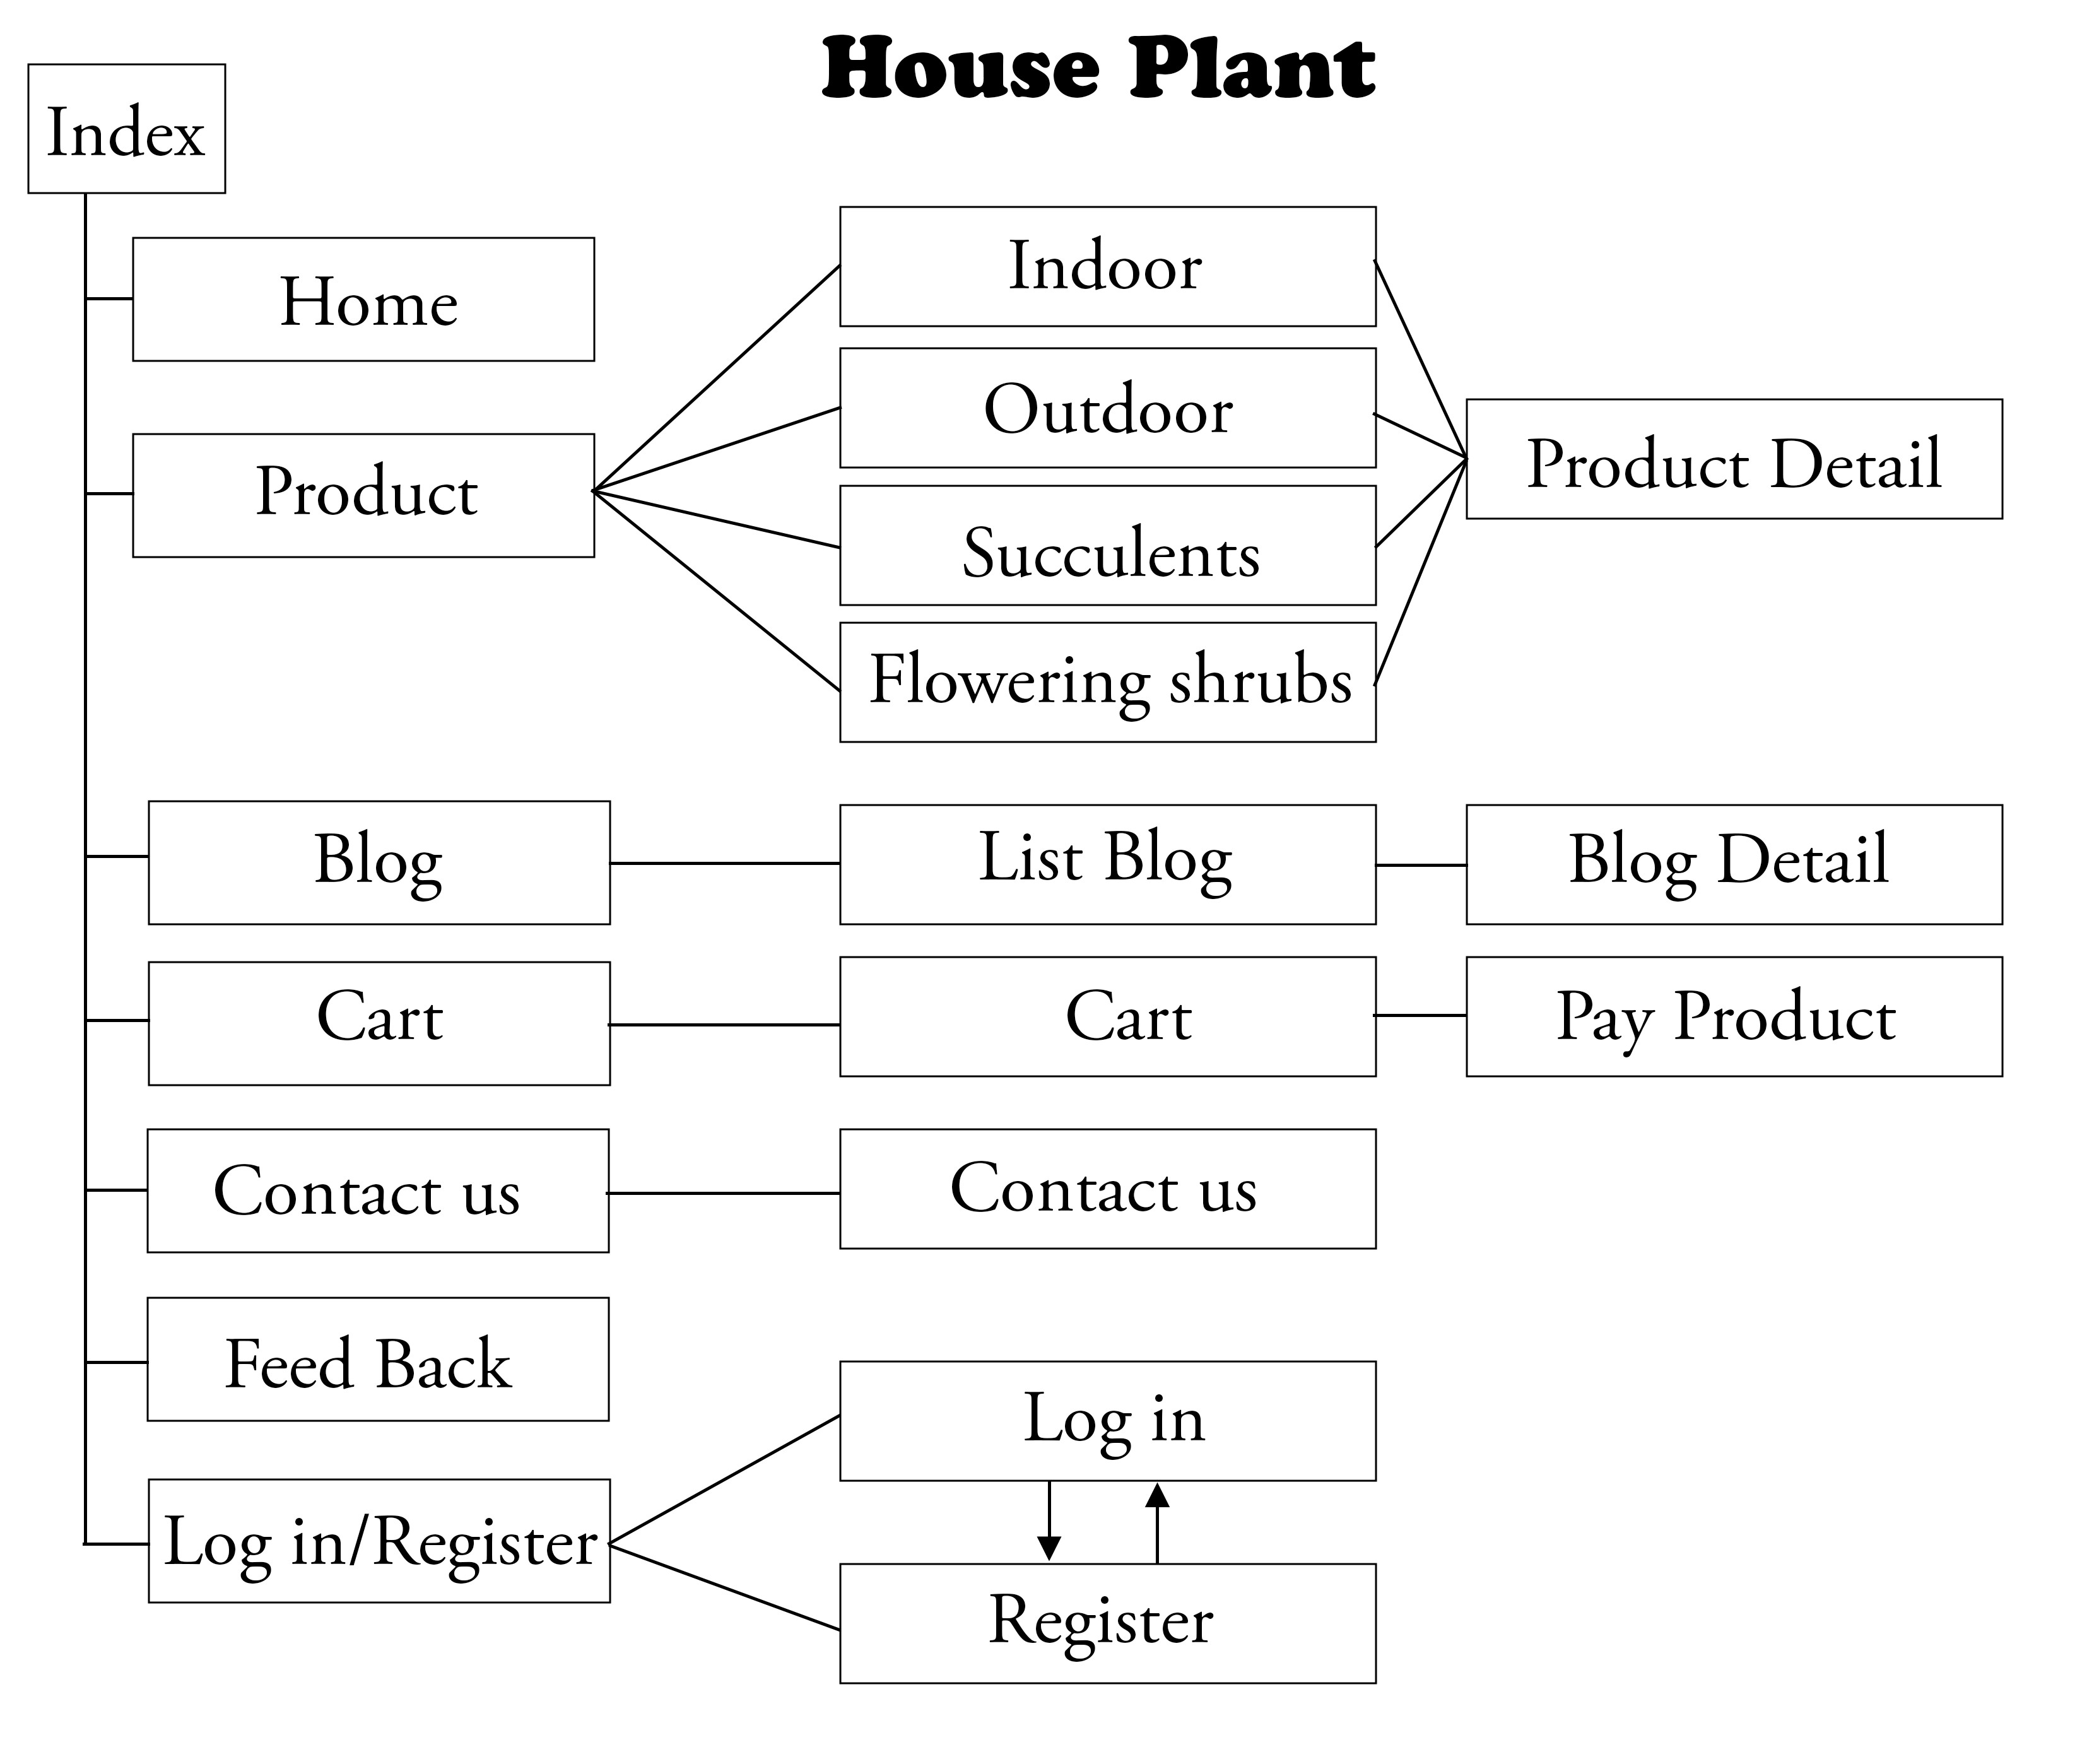 House Plant
Index
Home
Product
Indoor
Outdoor
Succulents
Flowering shrubs
Product Detail
Blog
List Blog
Blog Detail
Cart
Cart
Pay Product
Contact us
Contact us
Feed Back
Log in/Register
Log in
Register